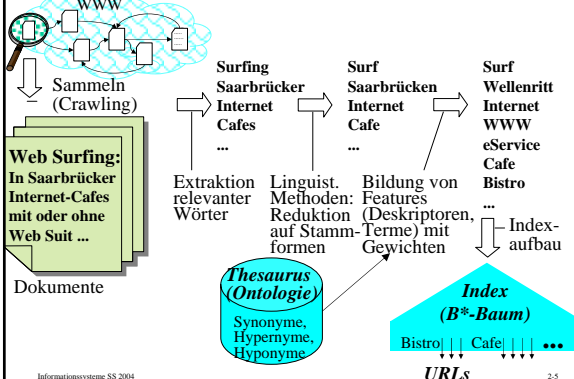 WWW
Sammeln
(Crawling)
Web Surfing:
In Saarbrücker
Internet-Cafes
mit oder ohne
Web Suit ...
Dokumente
Surfing
Saarbrücker
Internet
Cafes
...
Extraktion
relevanter
Wörter
Surf
Saarbrücken
Internet
Cafe
...
Linguist.
Methoden:
Reduktion
auf Stamm-
formen
Surf
Wellenritt
Internet
WWW
eService
Cafe
Bistro
...
Bildung von
Features
(Deskriptoren,
Terme) mit
Gewichten
Index-
aufbau
Thesaurus
(Ontologie)
Synonyme,
Hypernyme,
Hyponyme
Index
(B*-Baum)
Bistro Cafe ...
URLs
Informationssysteme SS 2004
2-5